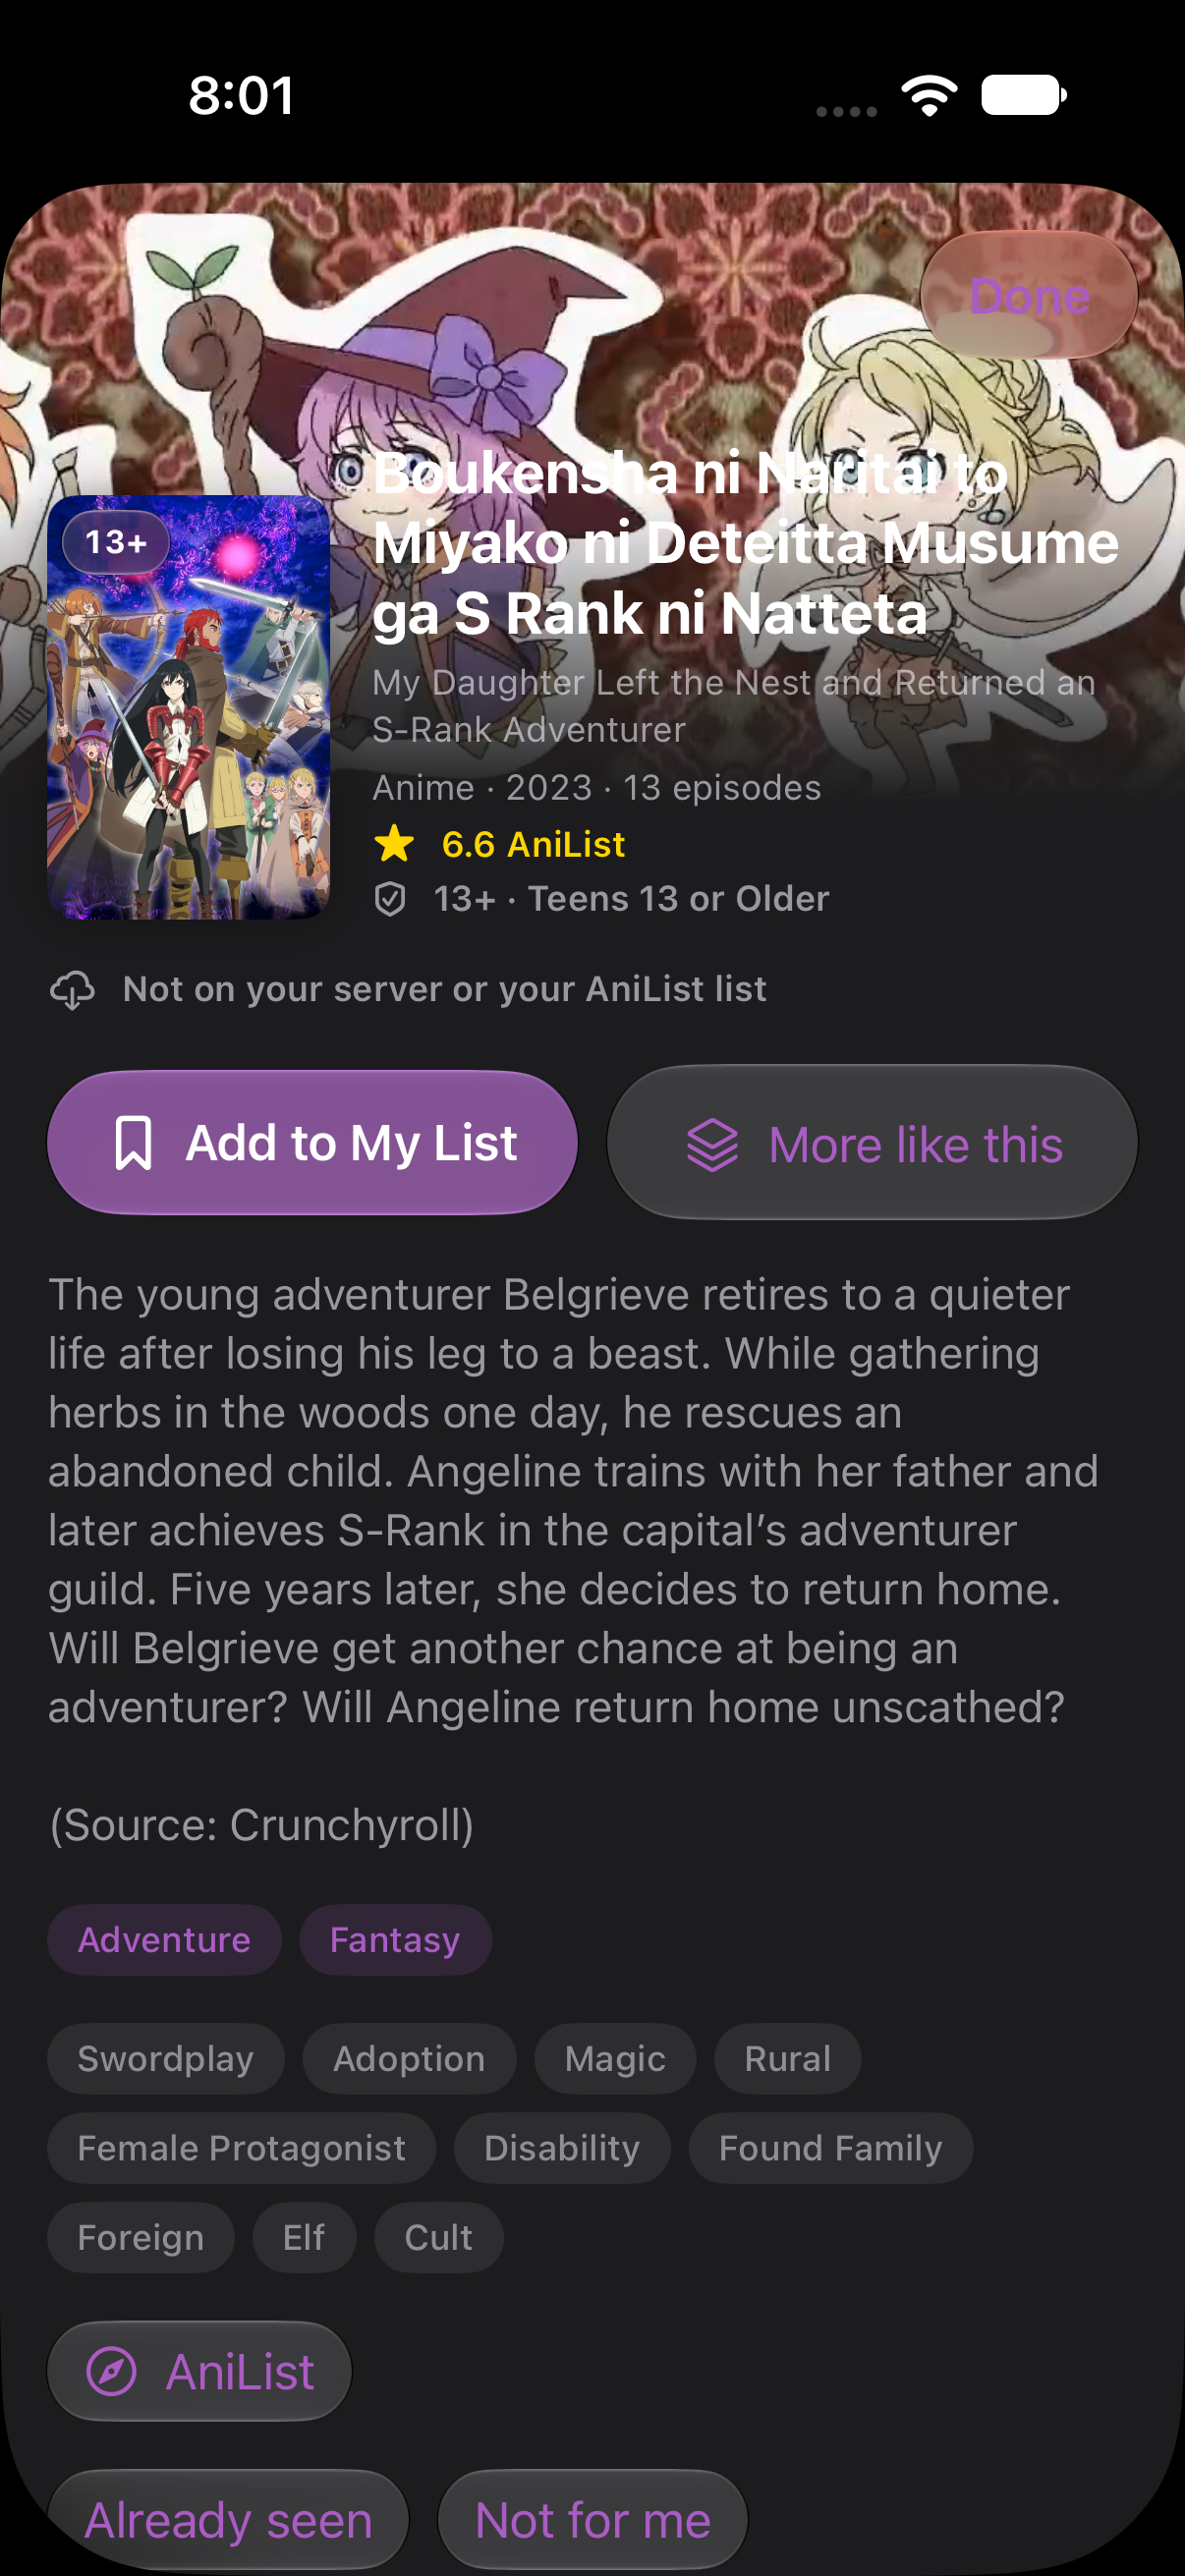 8:01
Done
Boukensha ni Naritai to
Miyako ni Deteitta Musume
ga S Rank ni Natteta
13+
My Daughter Left the Nest and Returned an
S-Rank Adventurer
Anime · 2023 · 13 episodes
6.6 AniList
13+ · Teens 13 or Older
Not on your server or your AniList list
Add to My List
More like this
The young adventurer Belgrieve retires to a quieter
life after losing his leg to a beast. While gathering
herbs in the woods one day, he rescues an
abandoned child. Angeline trains with her father and
later achieves S-Rank in the capital’s adventurer
guild. Five years later, she decides to return home.
Will Belgrieve get another chance at being an
adventurer? Will Angeline return home unscathed?
(Source: Crunchyroll)
Adventure
Fantasy
Swordplay
Adoption
Magic
Rural
Female Protagonist
Disability
Found Family
Foreign
Elf
Cult
AniList
Already seen
Not for me